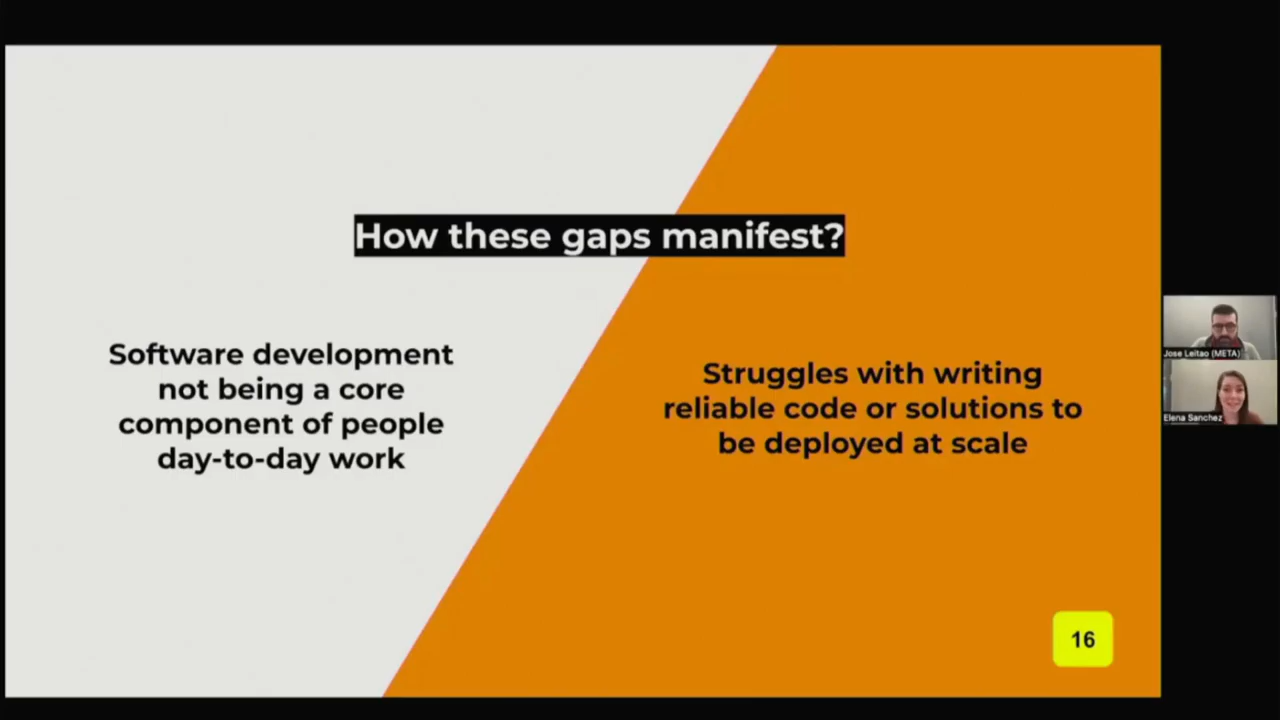 How these gaps manifest?
Software development
not being a core
component of people
day-to-day work
Struggles with writing
reliable code or solutions to
be deployed at scale
16
Jose Leitao (META)
Elena Sanchez